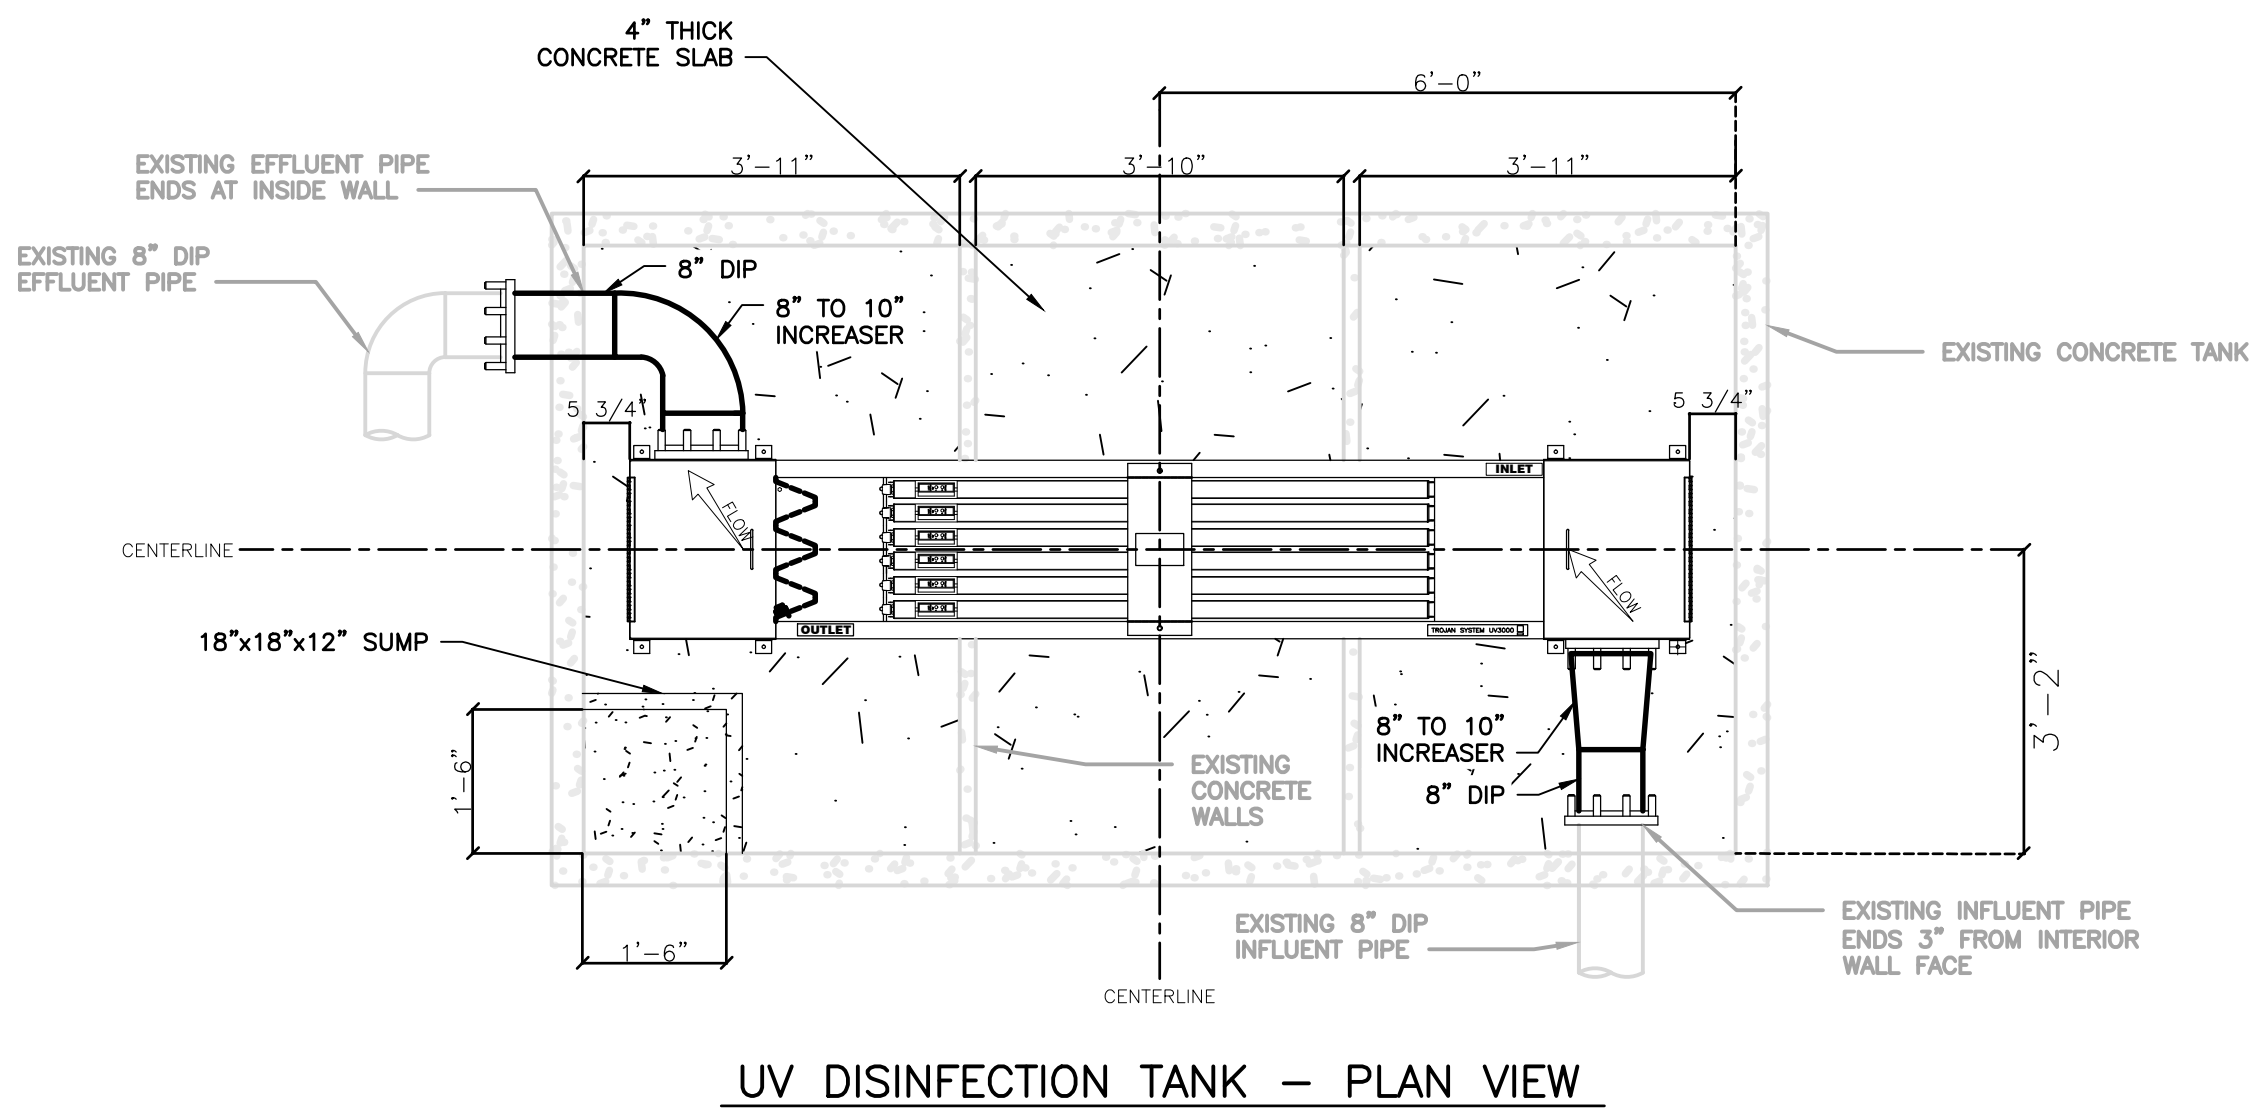 4" THICK
CONCRETE SLAB
6'-0"
EXISTING EFFLUENT PIPE
ENDS AT INSIDE WALL
3'-11"
3'-10"
3'-11"
EXISTING 8" DIP
EFFLUENT PIPE
8" DIP
8" TO 10"
INCREASER
EXISTING CONCRETE TANK
5 3/4"
5 3/4"
INLET
FLOW
CENTERLINE
FLOW
OUTLET
TROJAN SYSTEM UV3000
18"x18"x12" SUMP
3'-2"
1'-6"
8" TO 10"
INCREASER
8" DIP
EXISTING
CONCRETE
WALLS
EXISTING 8" DIP
INFLUENT PIPE
EXISTING INFLUENT PIPE
ENDS 3" FROM INTERIOR
WALL FACE
1'-6"
CENTERLINE
UV DISINFECTION TANK - PLAN VIEW